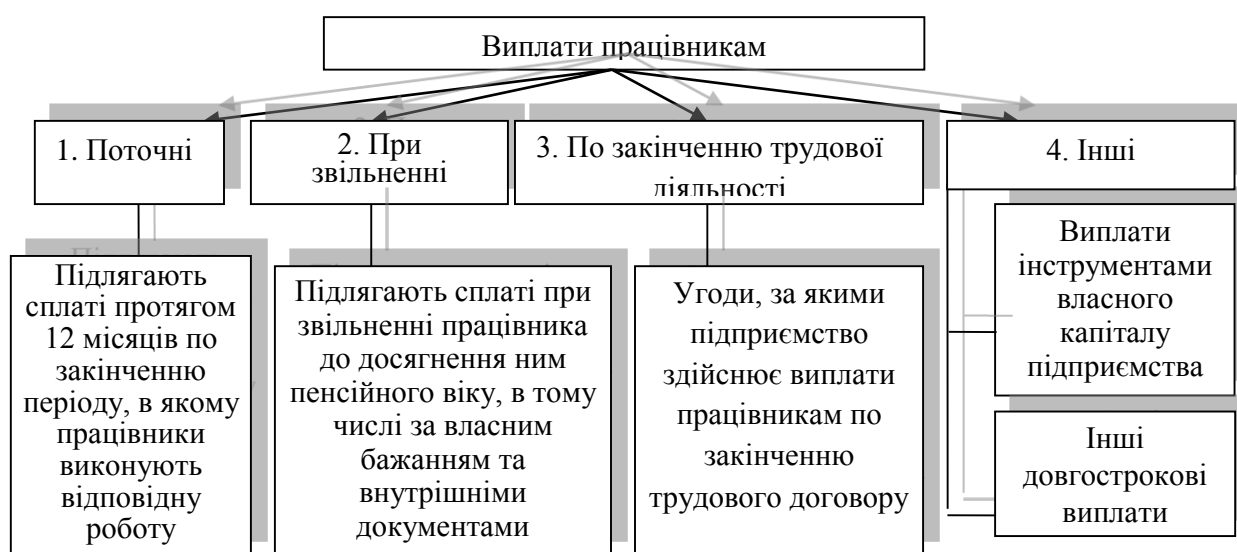 Виплати працівникам
1. Поточні
2. При
звільненні
3. По закінченню трудової
діяльності
4. Інші
Підлягають
сплаті протягом
12 місяців по
закінченню
періоду, в якому
працівники
виконують
відповідну
роботу
Підлягають сплаті при
звільненні працівника
до досягнення ним
пенсійного віку, в тому
числі за власним
бажанням та
внутрішніми
документами
Угоди, за якими
підприємство
здійснює виплати
працівникам по
закінченню
трудового договору
Виплати
інструментами
власного
капіталу
підприємства
Інші
довгострокові
виплати